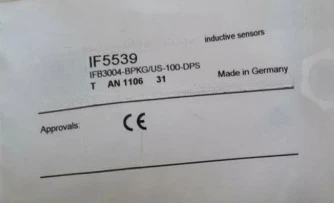 inductive sensors
IF5539
IFB3004-BPKG/US-100-DPS
T AN 1106 31 Made in Germany
Approvals: CE